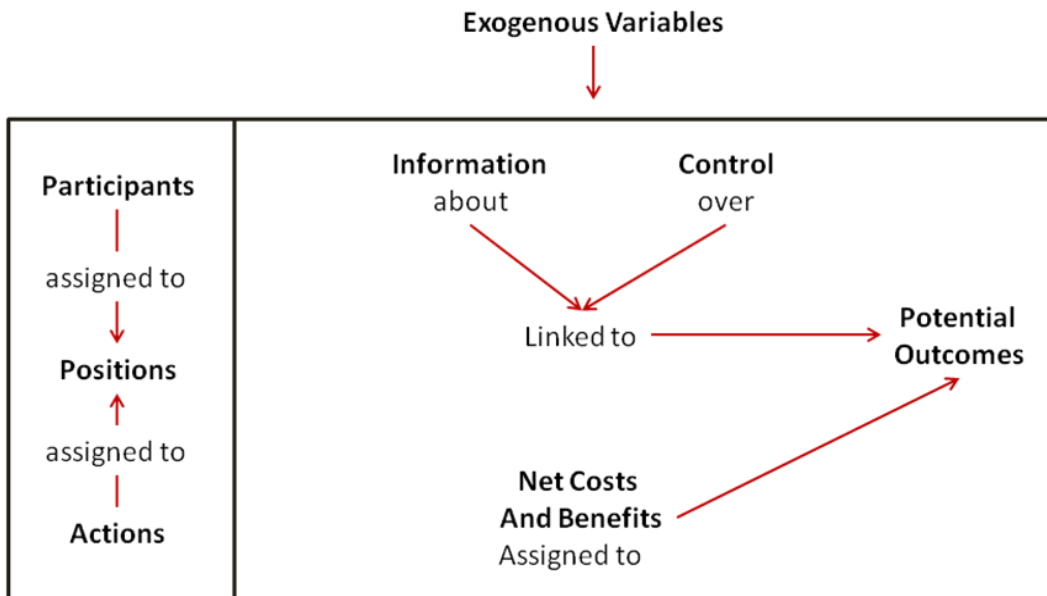 Exogenous Variables
Participants
assigned to
Positions
assigned to
Actions
Information
about
Control
over
Linked to
Potential
Outcomes
Net Costs
And Benefits
Assigned to